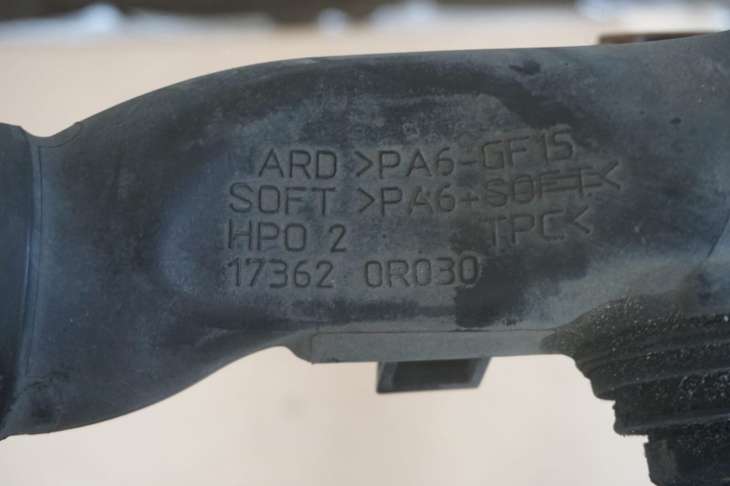 HARD >PA6-GF15
SOFT >PA6+SOFT<
HPO 2 TPC<
17362 0R030